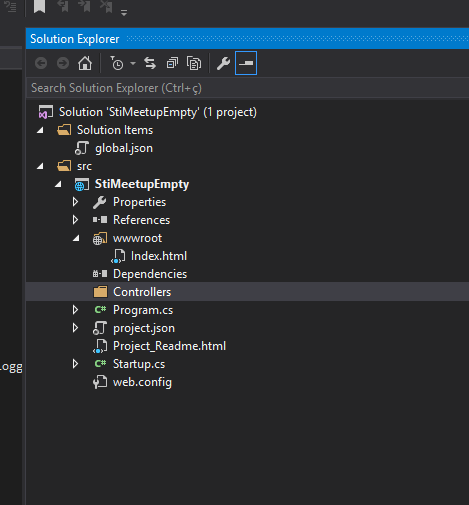 Solution Explorer
Search Solution Explorer (Ctrl+ç)
Solution 'StiMeetupEmpty' (1 project)
Solution Items
global.json
src
StiMeetupEmpty
Properties
References
wwwroot
Index.html
Dependencies
Controllers
Program.cs
project.json
Project_Readme.html
Startup.cs
.ogg
web.config